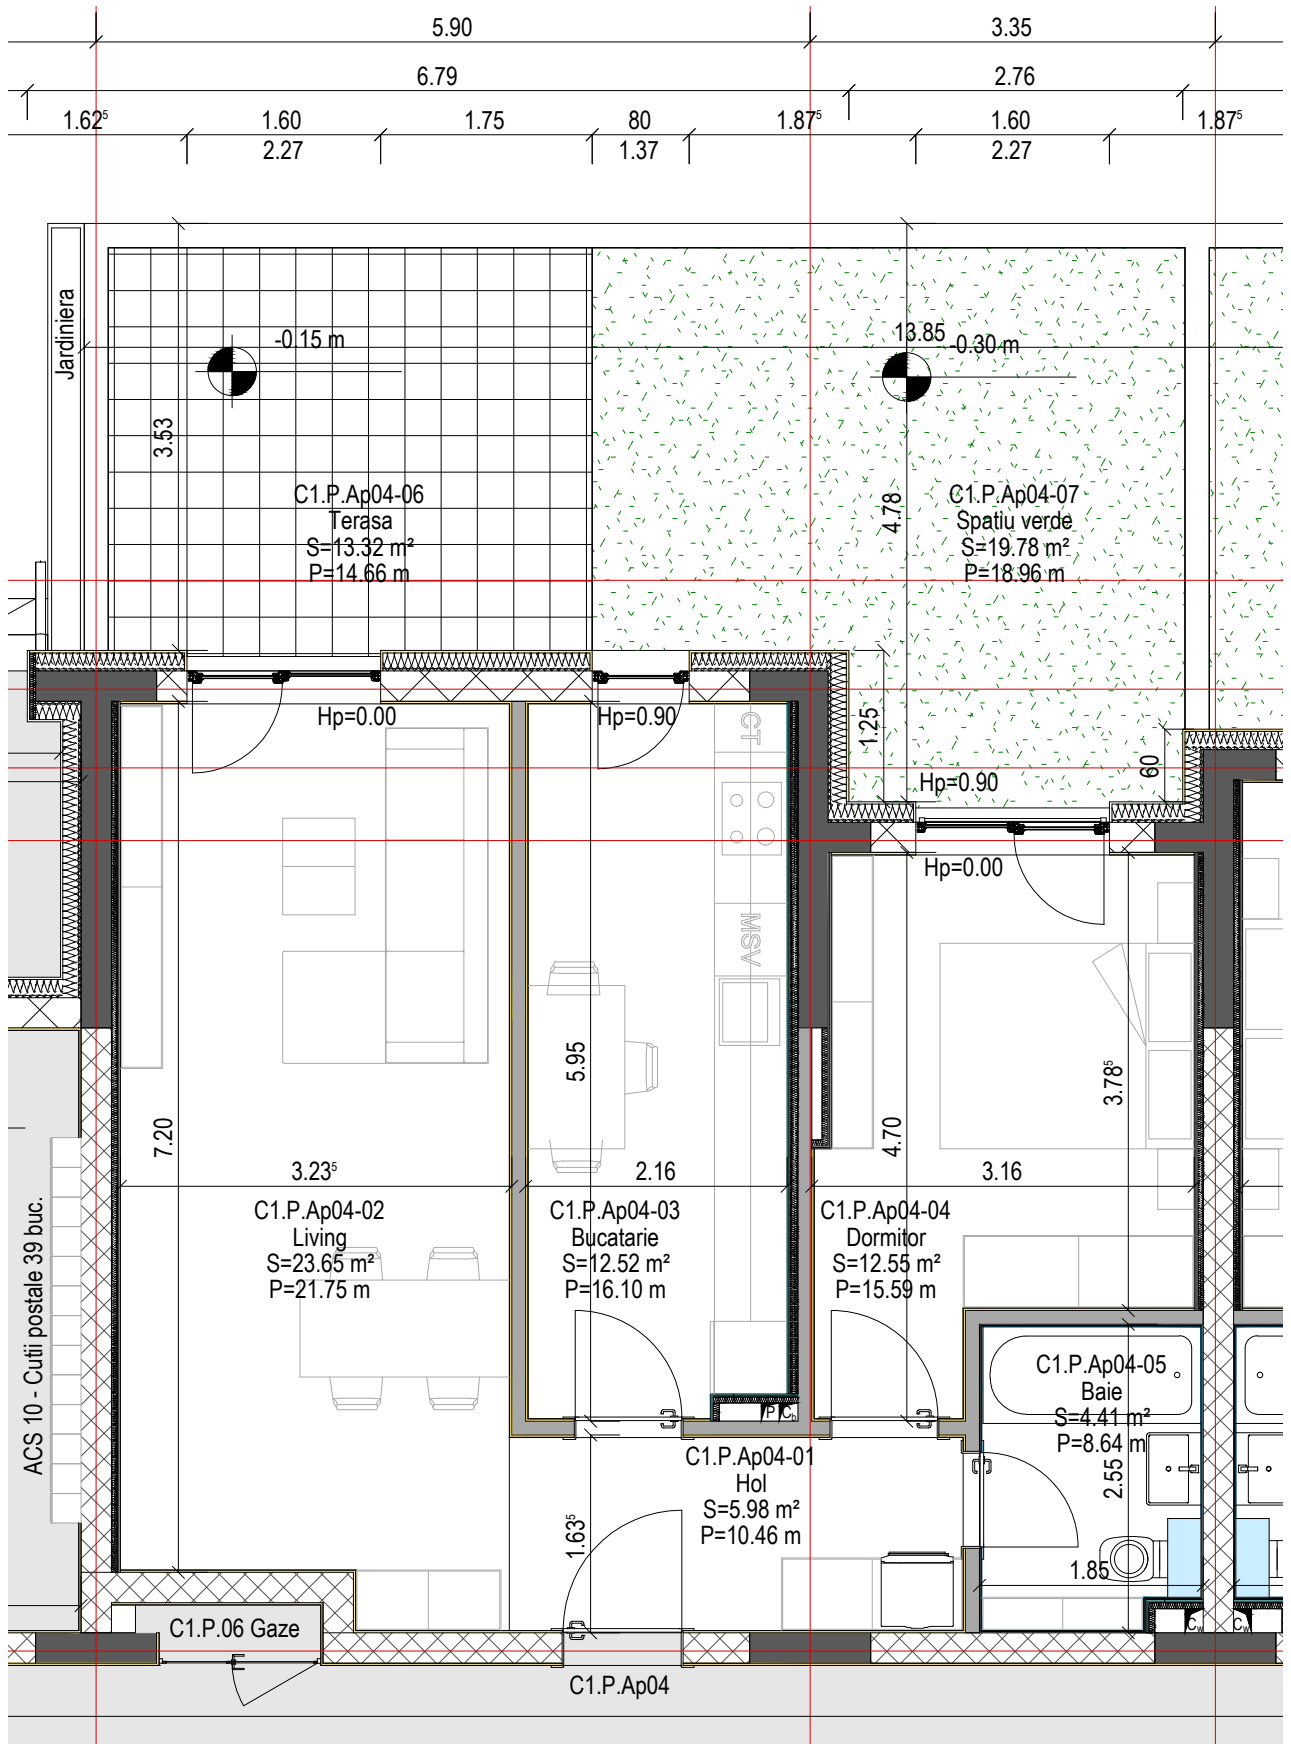 5.90
3.35
6.79
2.76
1.62⁵
1.60
1.75
80
1.87⁵
1.60
1.87⁵
2.27
1.37
2.27
Jardiniera
-0.15 m
13.85
-0.30 m
3.53
4.78
C1.P.Ap04-06
Terasa
S=13.32 m²
P=14.66 m
C1.P.Ap04-07
Spatiu verde
S=19.78 m²
P=18.96 m
Hp=0.00
Hp=0.90
CT
1.25
60
Hp=0.90
Hp=0.00
MSV
5.95
3.78⁵
7.20
4.70
3.23⁵
2.16
3.16
C1.P.Ap04-02
Living
S=23.65 m²
P=21.75 m
C1.P.Ap04-03
Bucatarie
S=12.52 m²
P=16.10 m
C1.P.Ap04-04
Dormitor
S=12.55 m²
P=15.59 m
ACS 10 - Cutii postale 39 buc.
C1.P.Ap04-05
Baie
S=4.41 m²
P=8.64 m
2.55
P
Cb
C1.P.Ap04-01
Hol
S=5.98 m²
P=10.46 m
1.63⁵
1.85
C1.P.06 Gaze
Cw
Cw
C1.P.Ap04